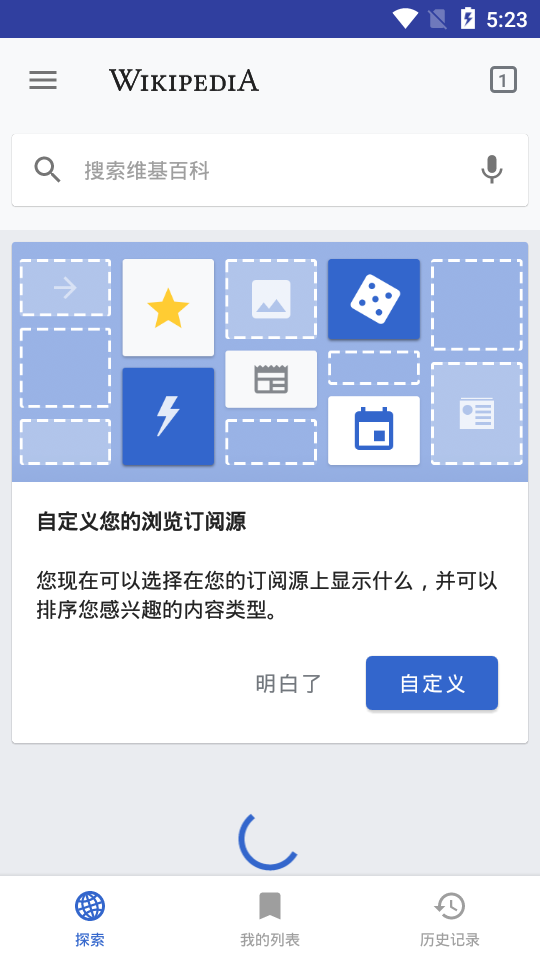 5:23
WIKIPEDIA
1
搜索维基百科
自定义您的浏览订阅源
您现在可以选择在您的订阅源上显示什么，并可以
排序您感兴趣的内容类型。
明白了
自定义
探索
我的列表
历史记录